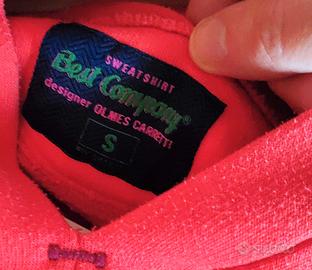 SWEATSHIRT
Best Company®
designer OLMES CARRETTI
S